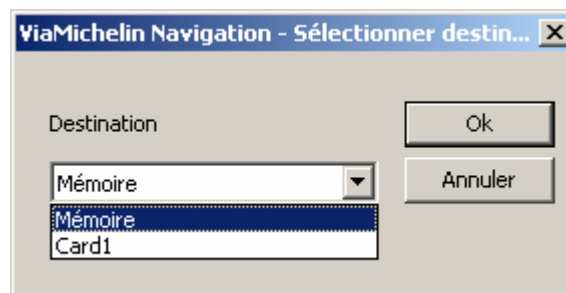 ViaMichelin Navigation - Sélectionner destin...
Destination
Ok
Mémoire
Annuler
Mémoire
Card1